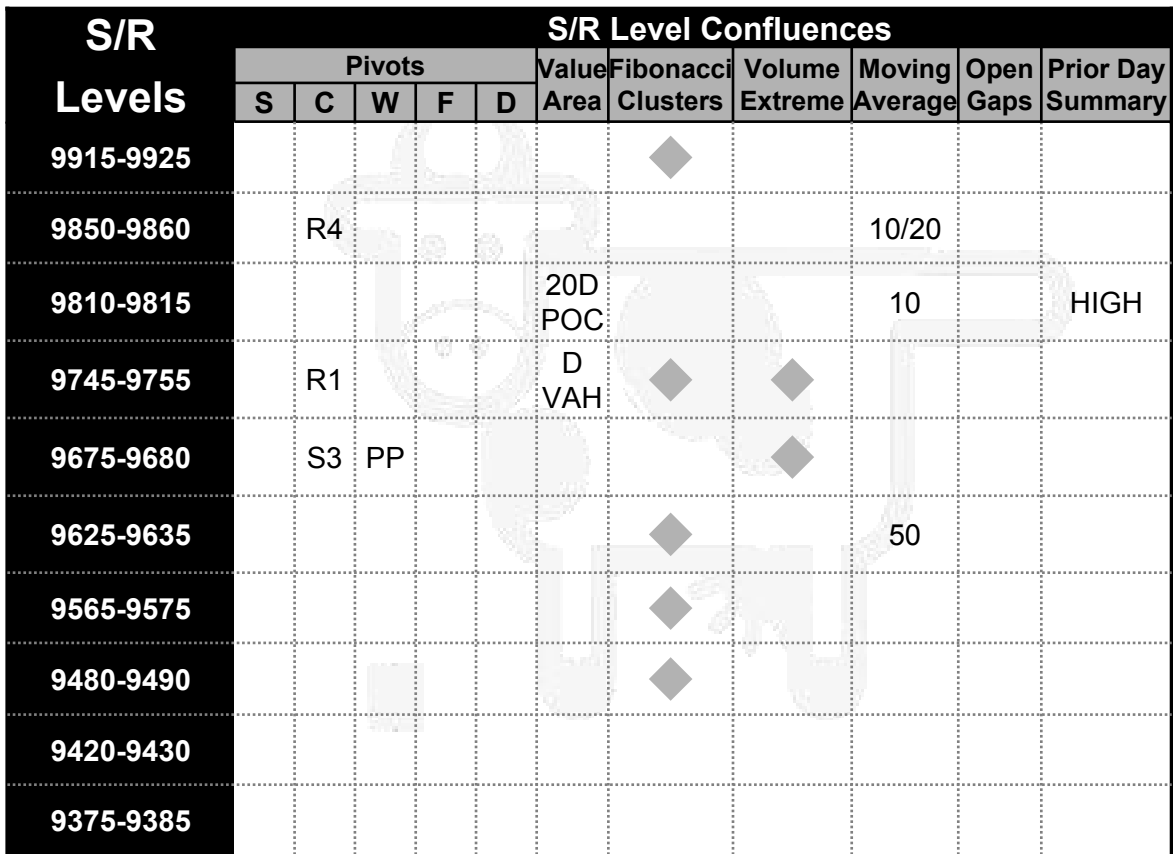 S/R Levels
S/R Level Confluences
Pivots
Value Area
Fibonacci Clusters
Volume Extreme
Moving Average
Open Gaps
Prior Day Summary
S C W F D
9915-9925
9850-9860 R4 10/20
9810-9815 20D POC 10 HIGH
9745-9755 R1 D VAH
9675-9680 S3 PP
9625-9635 50
9565-9575
9480-9490
9420-9430
9375-9385